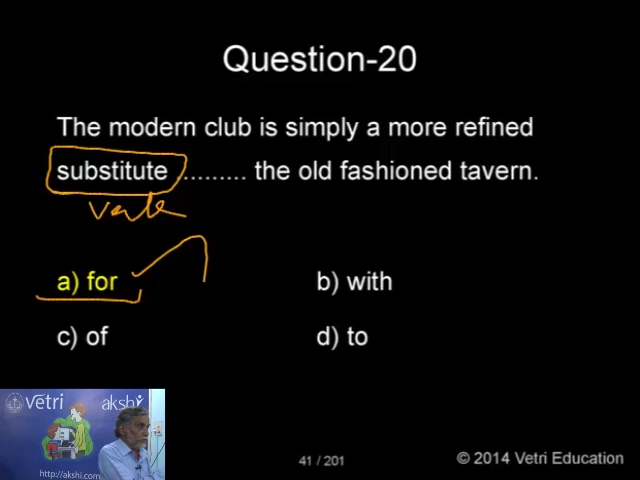 Question-20
The modern club is simply a more refined
substitute ......... the old fashioned tavern.
verb
a) for
b) with
c) of
d) to
vetri
akshi
http://akshi.com
41 / 201
© 2014 Vetri Education